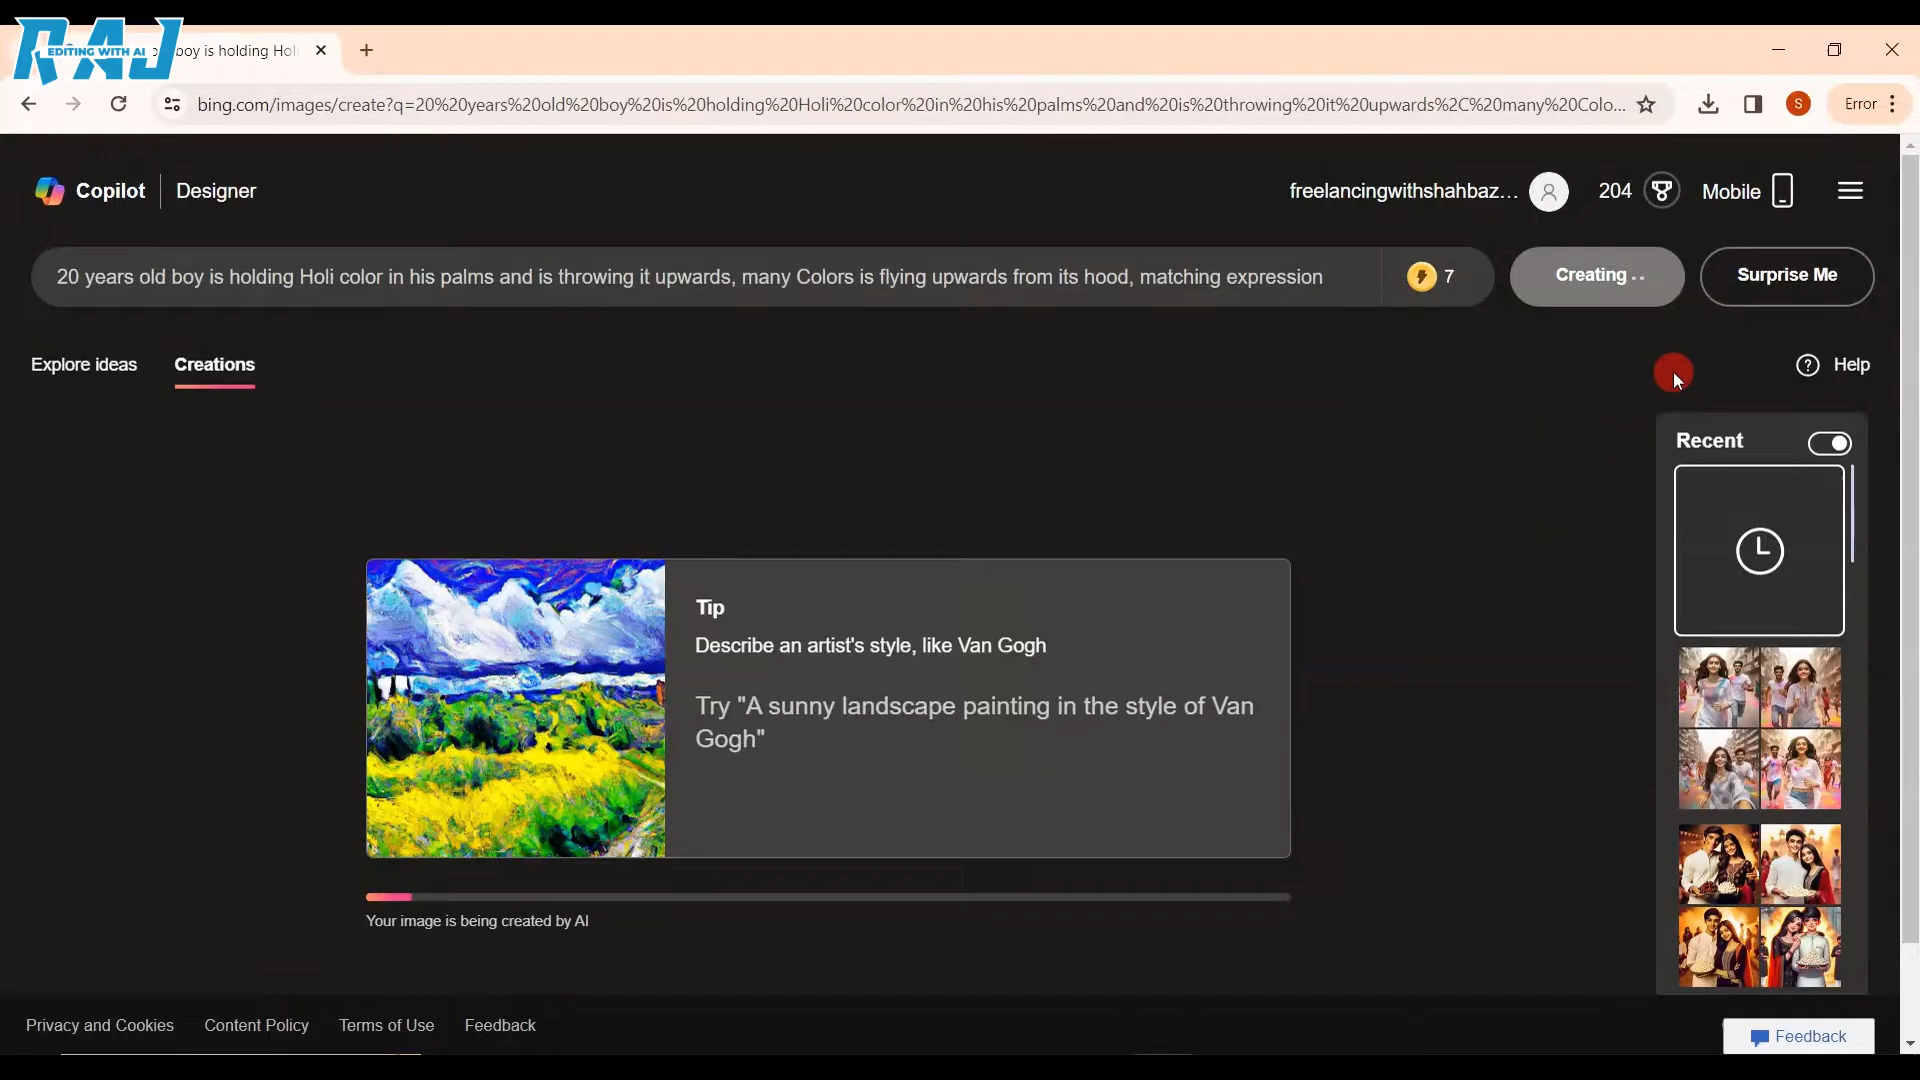 RAJ
EDITING WITH AI
boy is holding Hol
bing.com/images/create?q=20%20years%20old%20boy%20is%20holding%20Holi%20color%20in%20his%20palms%20and%20is%20throwing%20it%20upwards%2C%20many%20Colo...
S
Error
Copilot
Designer
freelancingwithshahbaz...
204
Mobile
20 years old boy is holding Holi color in his palms and is throwing it upwards, many Colors is flying upwards from its hood, matching expression
7
Creating . .
Surprise Me
Explore ideas
Creations
Help
Recent
Tip
Describe an artist's style, like Van Gogh
Try "A sunny landscape painting in the style of Van
Gogh"
Your image is being created by AI
Privacy and Cookies
Content Policy
Terms of Use
Feedback
Feedback